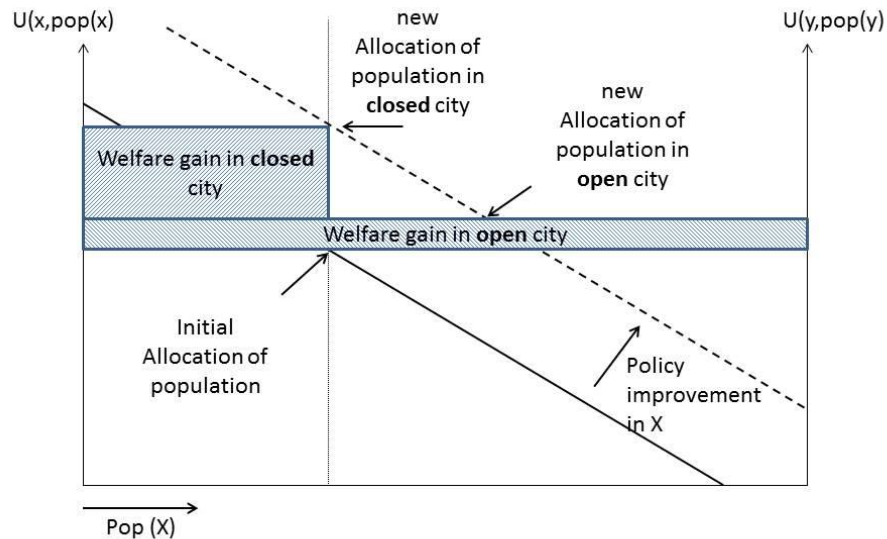 U(x,pop(x)
U(y,pop(y)
new
Allocation of
population in
closed city
new
Allocation of
population in
open city
Welfare gain in closed
city
Welfare gain in open city
Initial
Allocation of
population
Policy
improvement
in X
Pop (X)